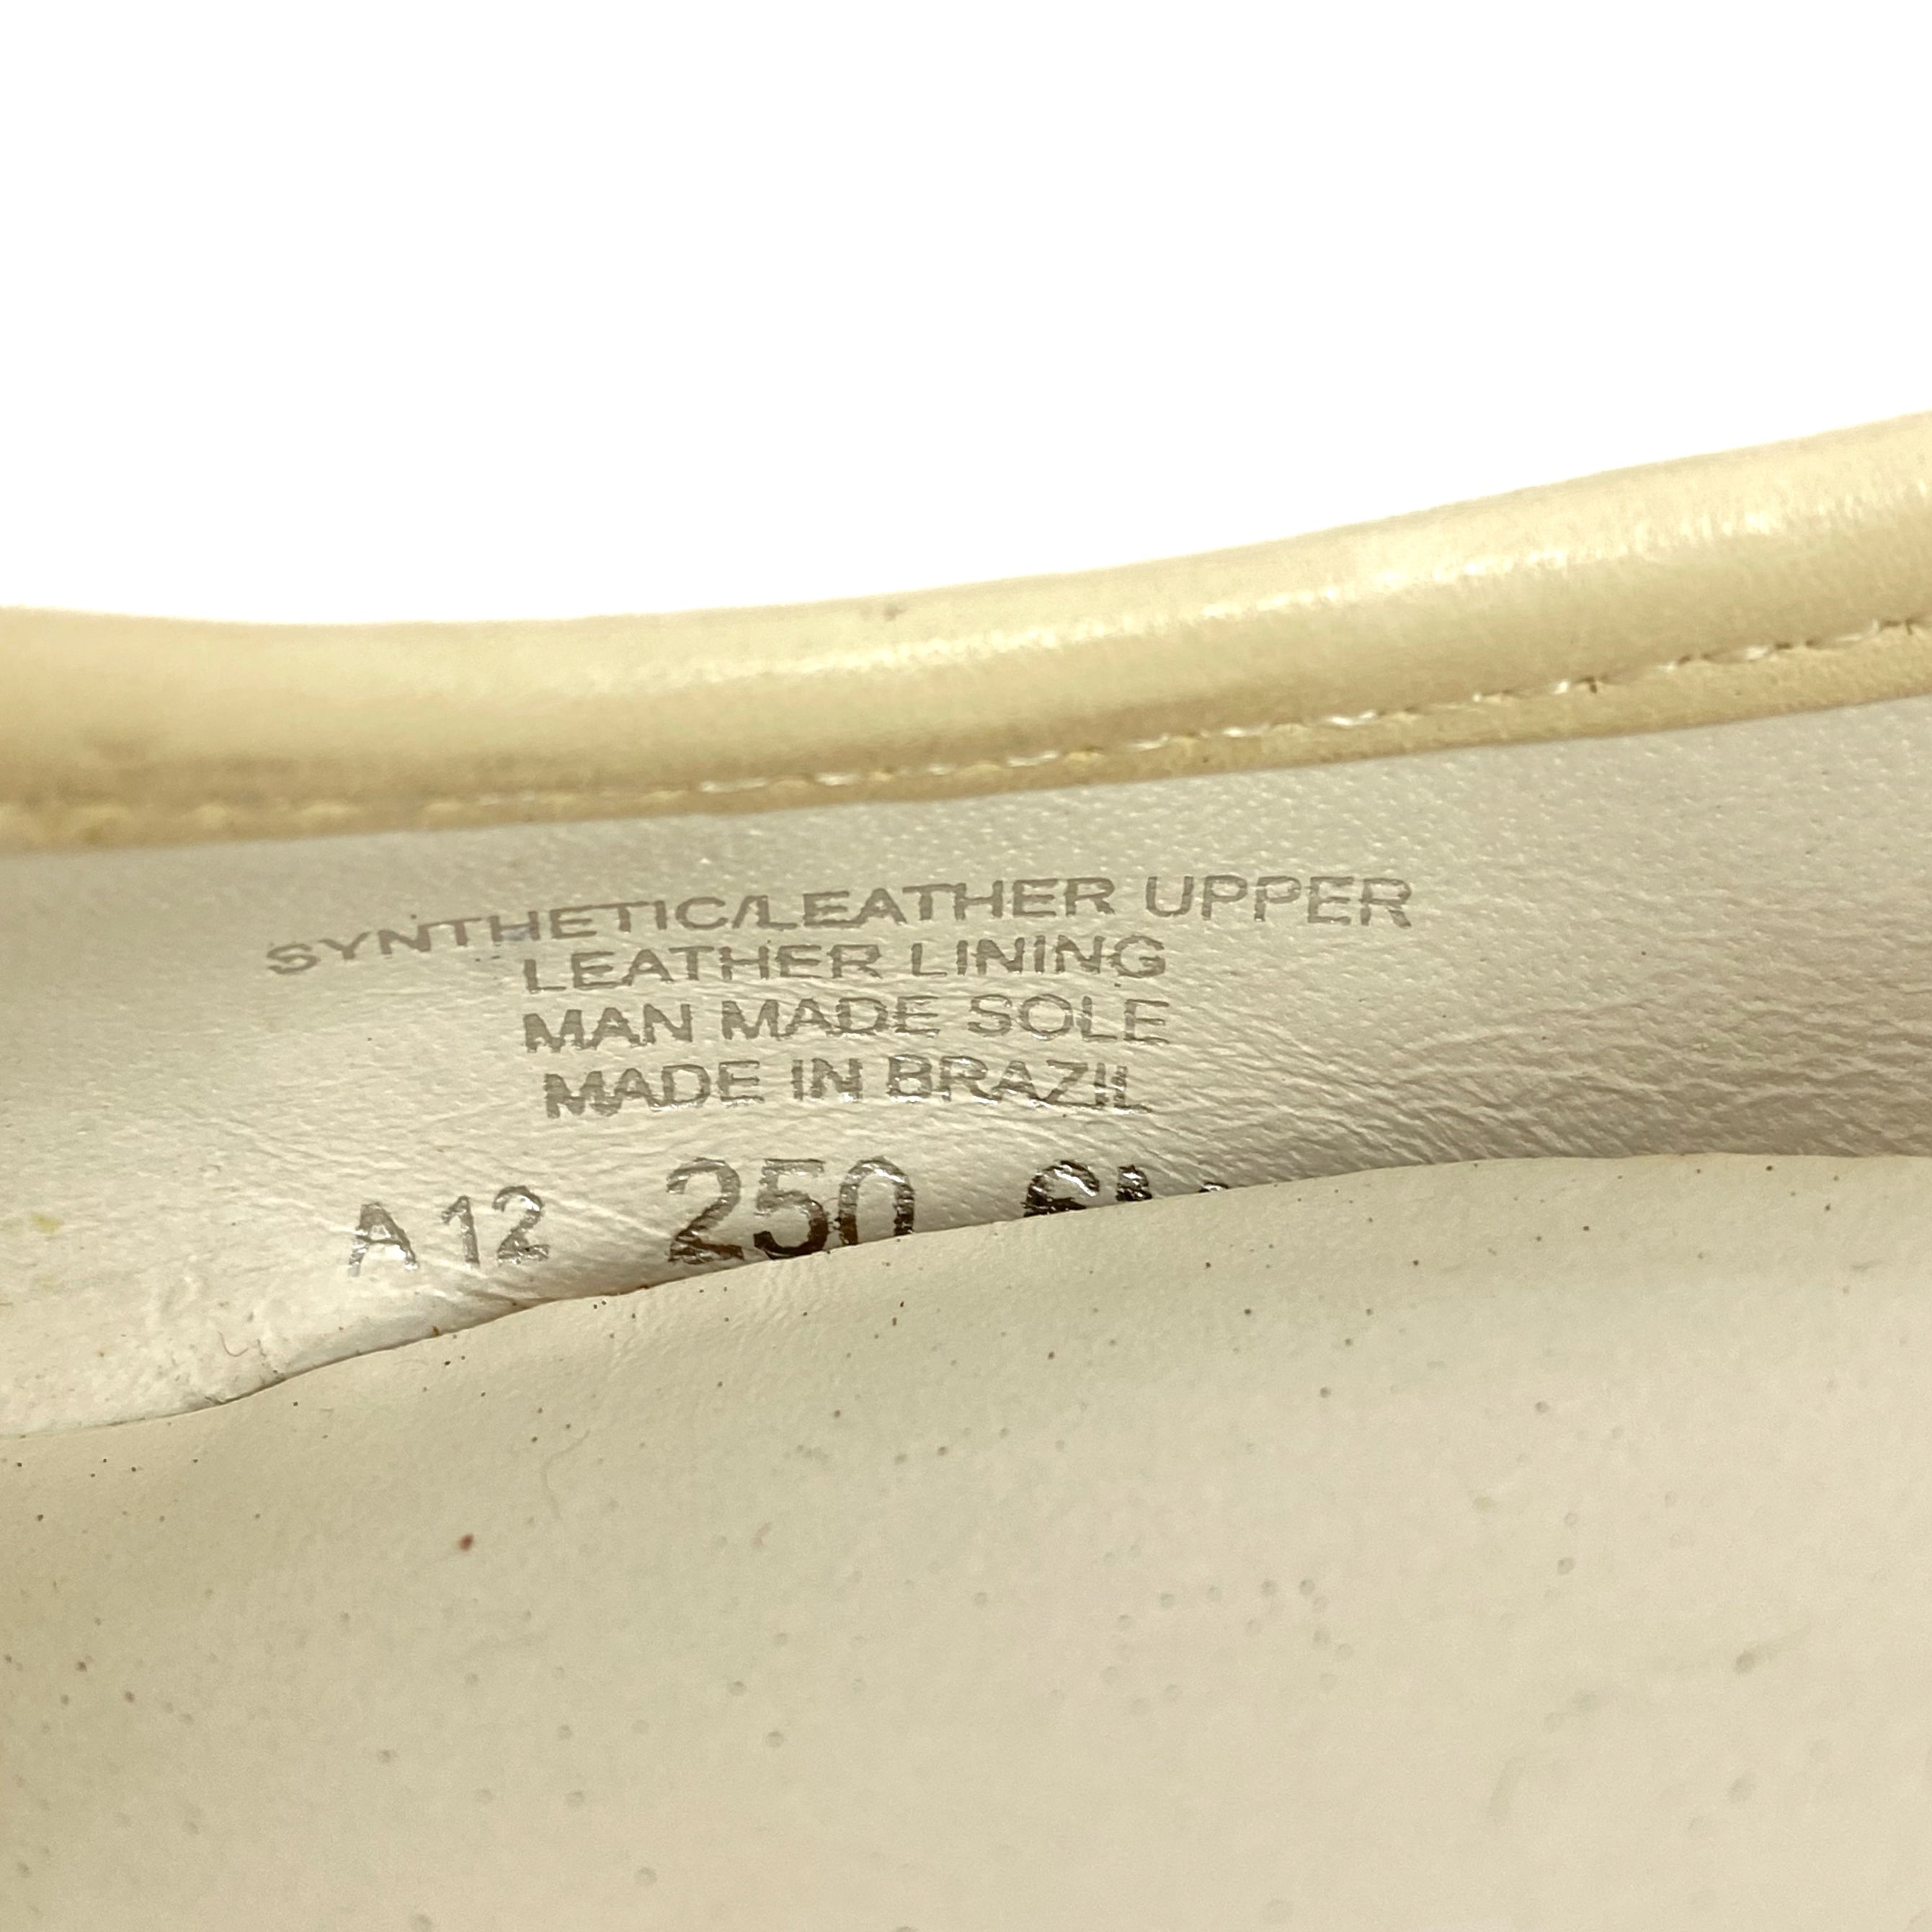 SYNTHETIC/LEATHER UPPER
LEATHER LINING
MAN MADE SOLE
MADE IN BRAZIL
A12 250